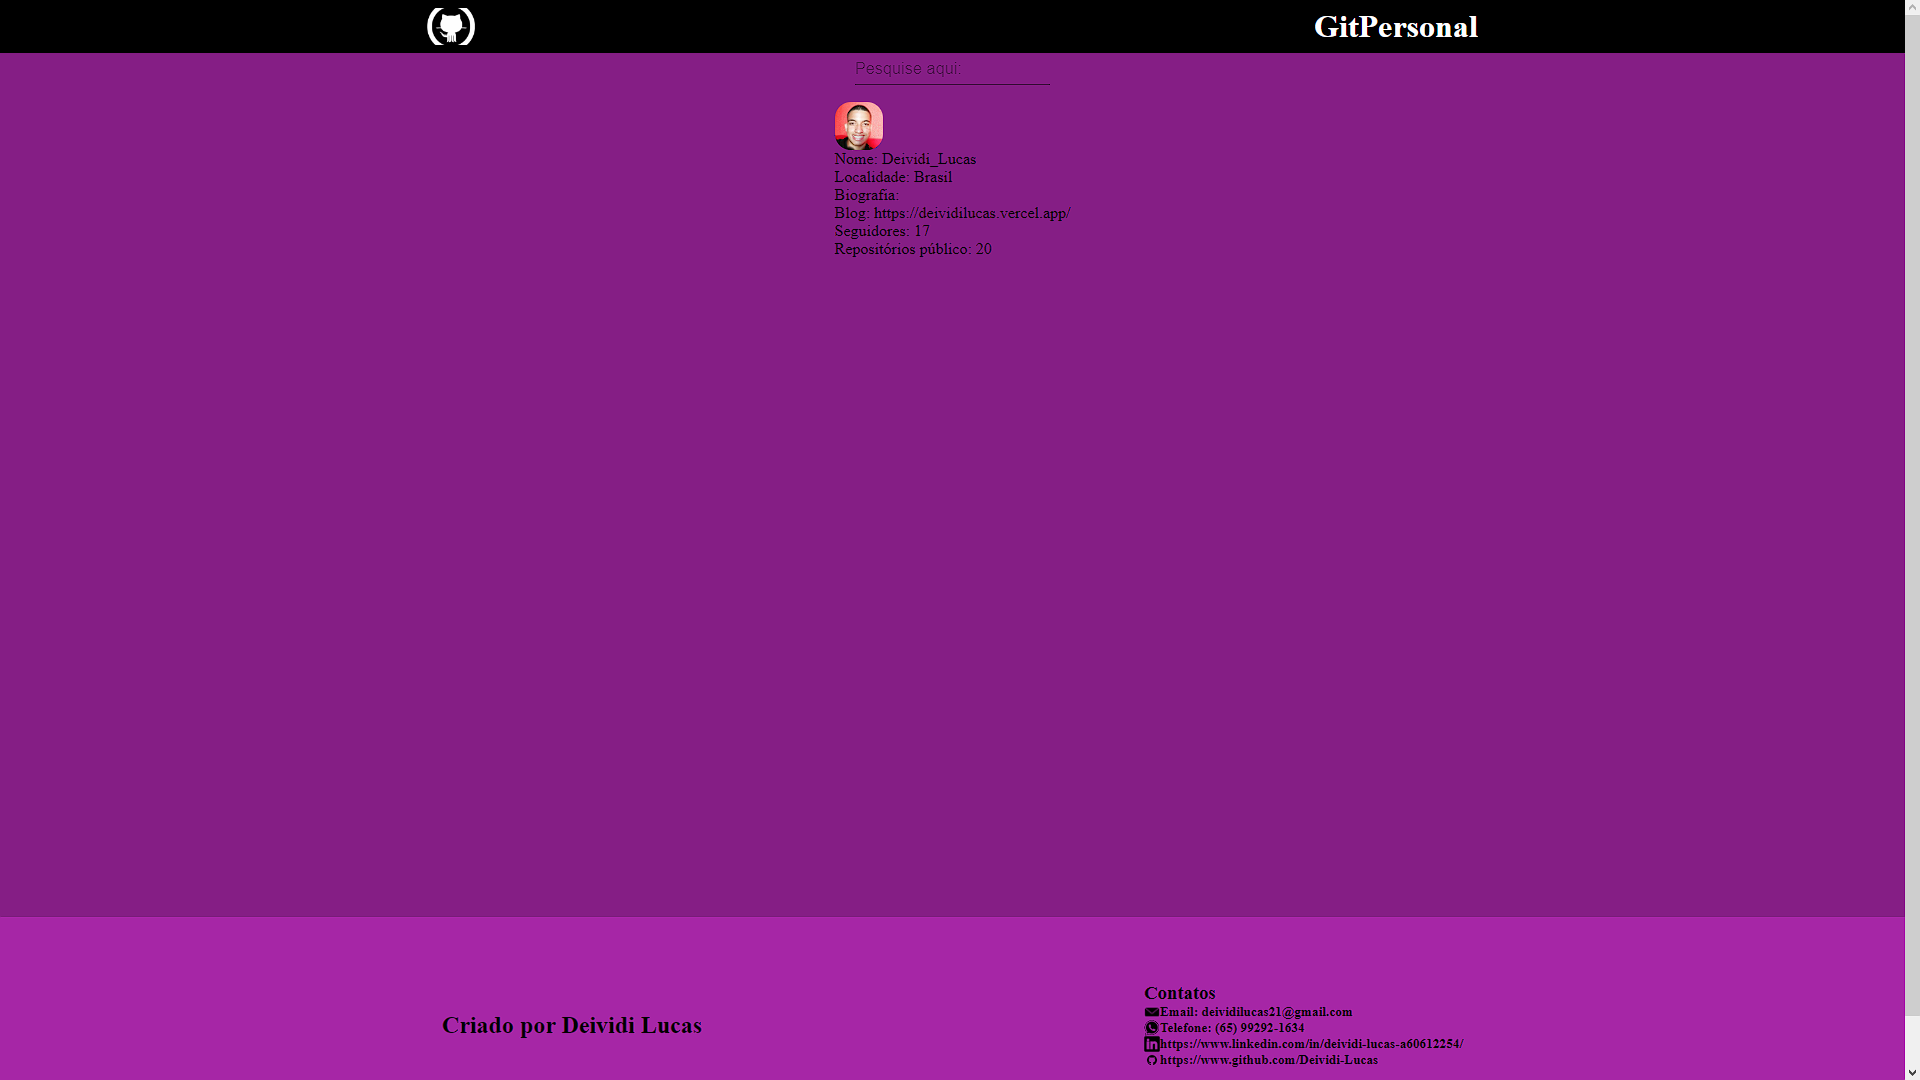 GitPersonal
Pesquise aqui:
Nome: Deividi_Lucas
Localidade: Brasil
Biografia:
Blog: https://deividilucas.vercel.app/
Seguidores: 17
Repositórios público: 20
Criado por Deividi Lucas
Contatos
Email: deividilucas21@gmail.com
Telefone: (65) 99292-1634
https://www.linkedin.com/in/deividi-lucas-a60612254/
https://www.github.com/Deividi-Lucas